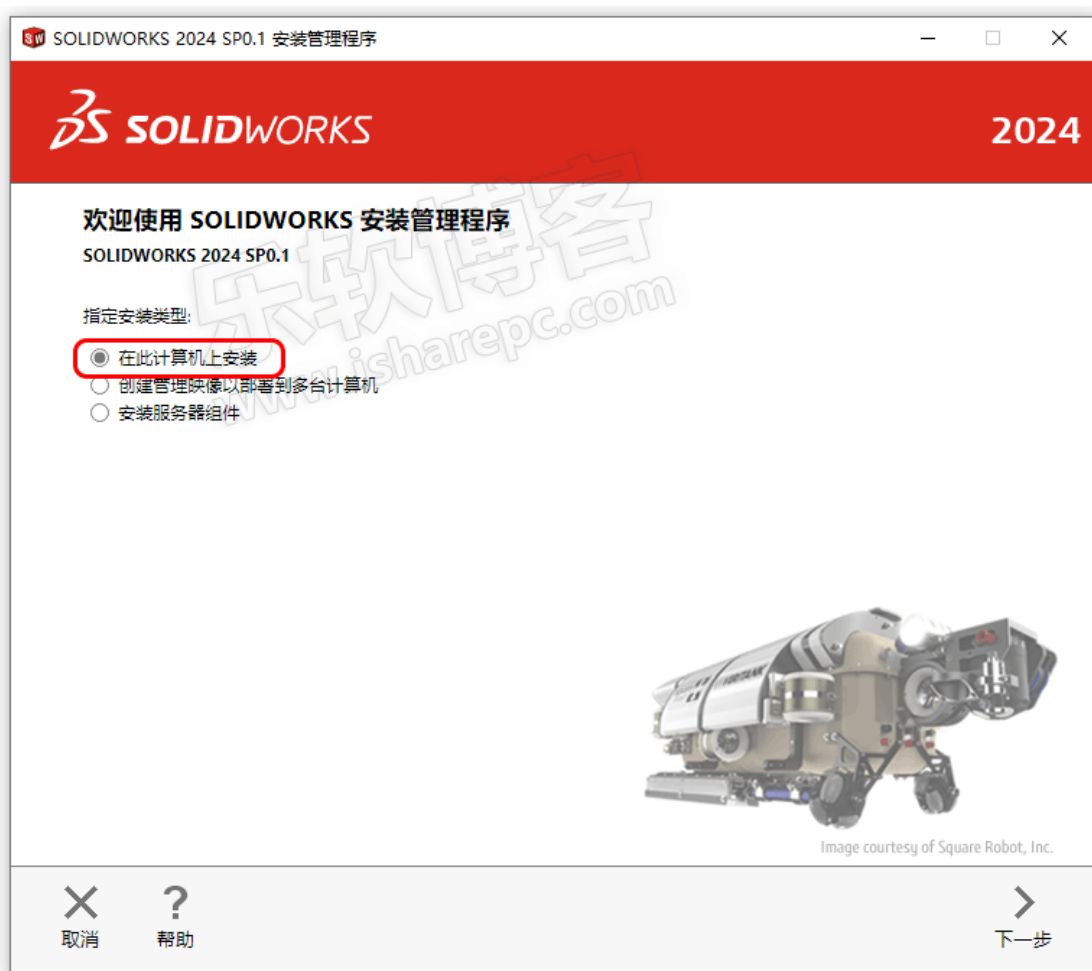 SOLIDWORKS 2024 SP0.1 安装管理程序
SOLIDWORKS
2024
欢迎使用 SOLIDWORKS 安装管理程序
SOLIDWORKS 2024 SP0.1
乐软博客
www.isharepc.com
指定安装类型:
在此计算机上安装
创建管理映像以部署到多台计算机
安装服务器组件
Image courtesy of Square Robot, Inc.
取消
帮助
下一步